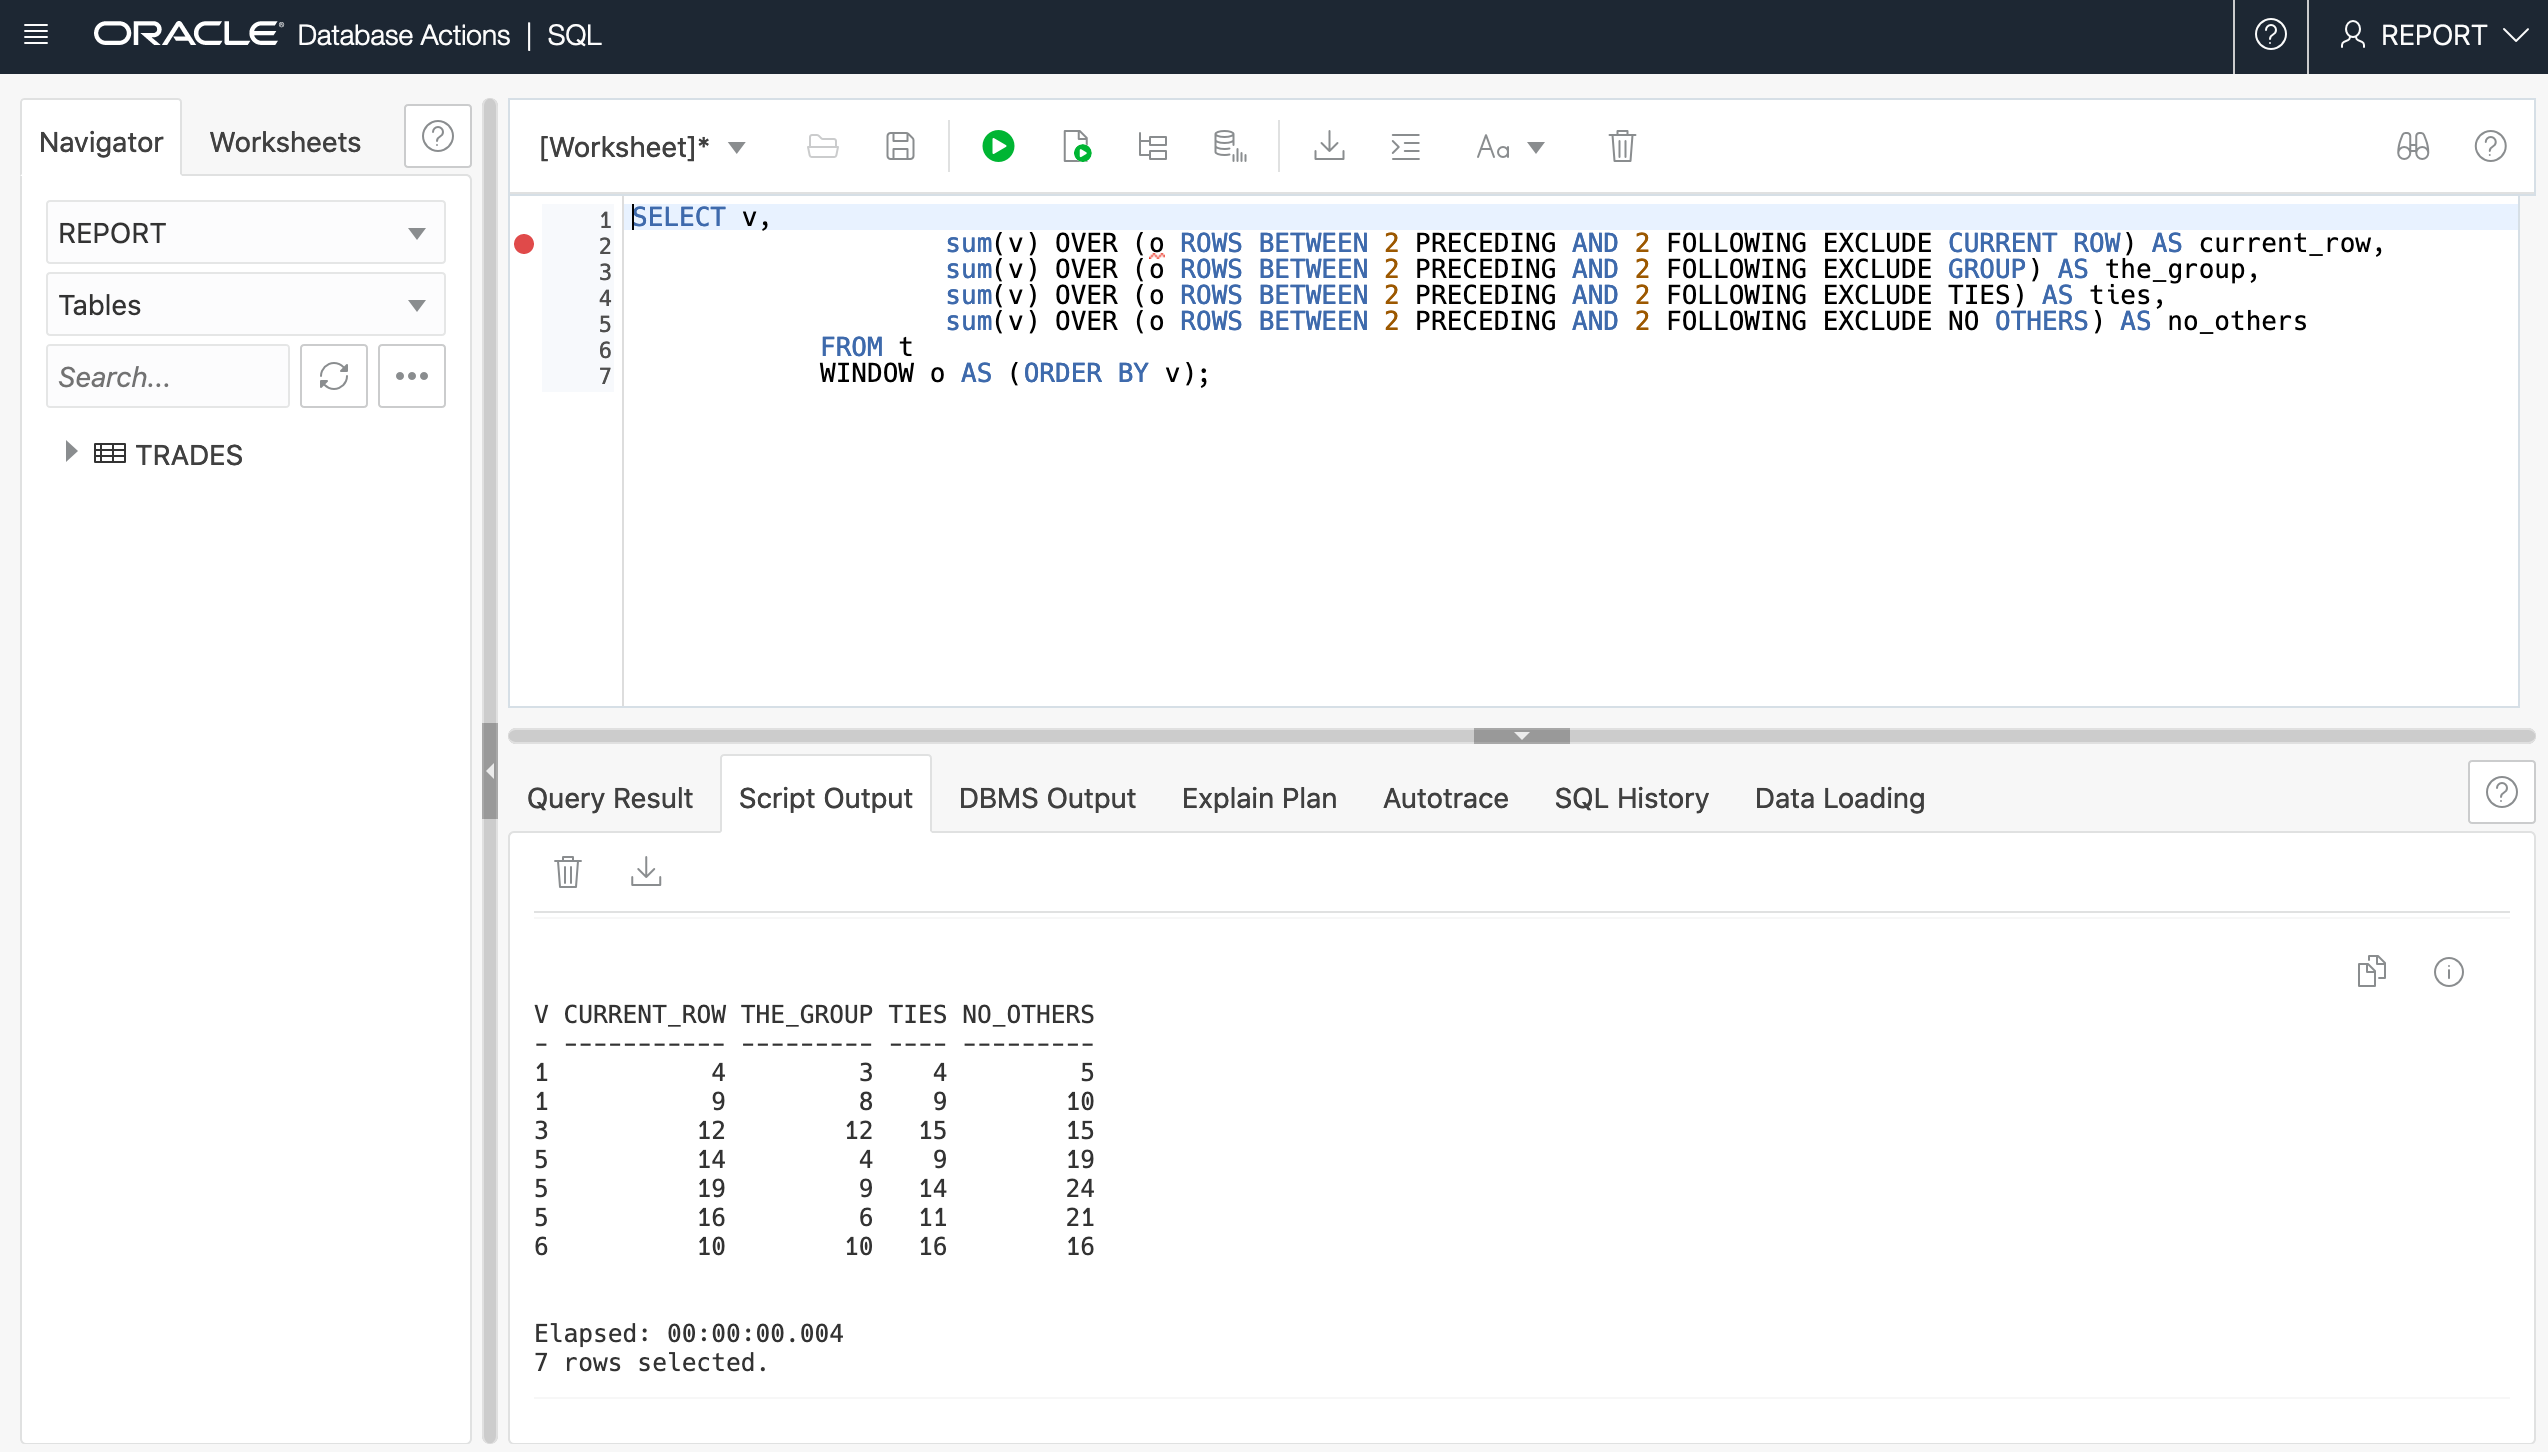 ORACLE Database Actions | SQL
REPORT
Navigator
Worksheets
REPORT
Tables
Search...
TRADES
[Worksheet]*
Aa
1 SELECT v,
2 sum(v) OVER (o ROWS BETWEEN 2 PRECEDING AND 2 FOLLOWING EXCLUDE CURRENT ROW) AS current_row,
3 sum(v) OVER (o ROWS BETWEEN 2 PRECEDING AND 2 FOLLOWING EXCLUDE GROUP) AS the_group,
4 sum(v) OVER (o ROWS BETWEEN 2 PRECEDING AND 2 FOLLOWING EXCLUDE TIES) AS ties,
5 sum(v) OVER (o ROWS BETWEEN 2 PRECEDING AND 2 FOLLOWING EXCLUDE NO OTHERS) AS no_others
6 FROM t
7 WINDOW o AS (ORDER BY v);
Query Result Script Output DBMS Output Explain Plan Autotrace SQL History Data Loading
V CURRENT_ROW THE_GROUP TIES NO_OTHERS
- ----------- --------- ---- ---------
1 4 3 4 5
1 9 8 9 10
3 12 12 15 15
5 14 4 9 19
5 19 9 14 24
5 16 6 11 21
6 10 10 16 16
Elapsed: 00:00:00.004
7 rows selected.